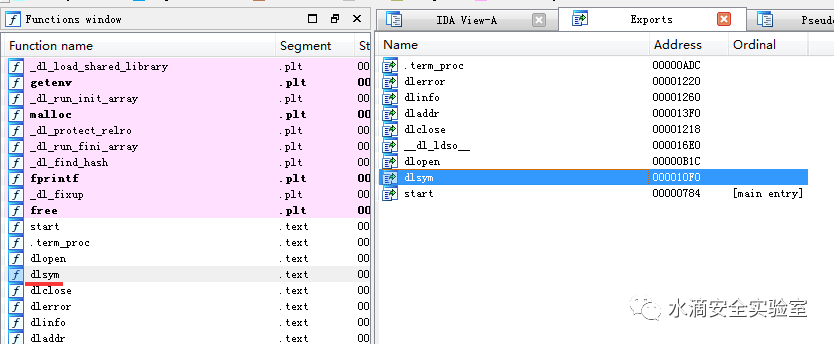 Functions window
IDA View-A
Exports
Pseudo
Function name Segment St
_dl_load_shared_library .plt 00
getenv .plt 00
_dl_run_init_array .plt 00
malloc .plt 00
_dl_protect_relro .plt 00
_dl_run_fini_array .plt 00
_dl_find_hash .plt 00
fprintf .plt 00
_dl_fixup .plt 00
free .plt 00
start .text 00
.term_proc .text 00
dlopen .text 00
dlsym .text 00
dlclose .text 00
dlerror .text 00
dlinfo .text 00
dladdr .text 00
Name Address Ordinal
.term_proc 00000ADC
dlerror 00001220
dlinfo 00001260
dladdr 000013F0
dlclose 00001218
__dl_ldso__ 000016E0
dlopen 00000B1C
dlsym 000010F0
start 00000784 [main entry]
水滴安全实验室